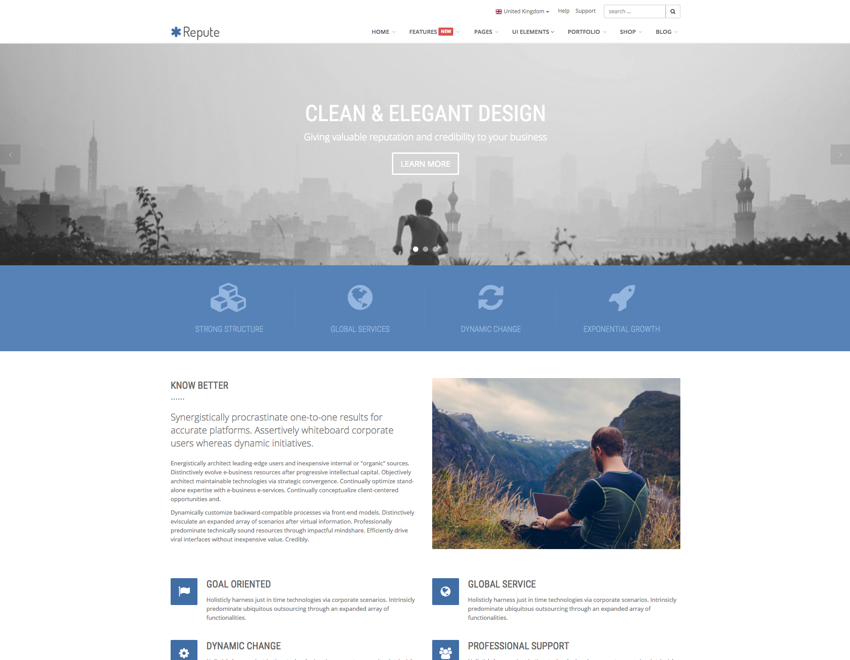 United Kingdom
Help
Support
search ...
Repute
HOME
FEATURES NEW
PAGES
UI ELEMENTS
PORTFOLIO
SHOP
BLOG
CLEAN & ELEGANT DESIGN
Giving valuable reputation and credibility to your business
LEARN MORE
STRONG STRUCTURE
GLOBAL SERVICES
DYNAMIC CHANGE
EXPONENTIAL GROWTH
KNOW BETTER
Synergistically procrastinate one-to-one results for
accurate platforms. Assertively whiteboard corporate
users whereas dynamic initiatives.
Energistically architect leading-edge users and inexpensive internal or "organic" sources.
Distinctively evolve e-business resources after progressive intellectual capital. Objectively
architect maintainable technologies via strategic convergence. Continually optimize stand-
alone expertise with e-business e-services. Continually conceptualize client-centered
opportunities and.
Dynamically customize backward-compatible processes via front-end models. Distinctively
evisculate an expanded array of scenarios after virtual information. Professionally
predominate technically sound resources through impactful mindshare. Efficiently drive
viral interfaces without inexpensive value. Credibly.
GOAL ORIENTED
Holisticly harness just in time technologies via corporate scenarios. Intrinsicly
predominate ubiquitous outsourcing through an expanded array of
functionalities.
GLOBAL SERVICE
Holisticly harness just in time technologies via corporate scenarios. Intrinsicly
predominate ubiquitous outsourcing through an expanded array of
functionalities.
DYNAMIC CHANGE
PROFESSIONAL SUPPORT